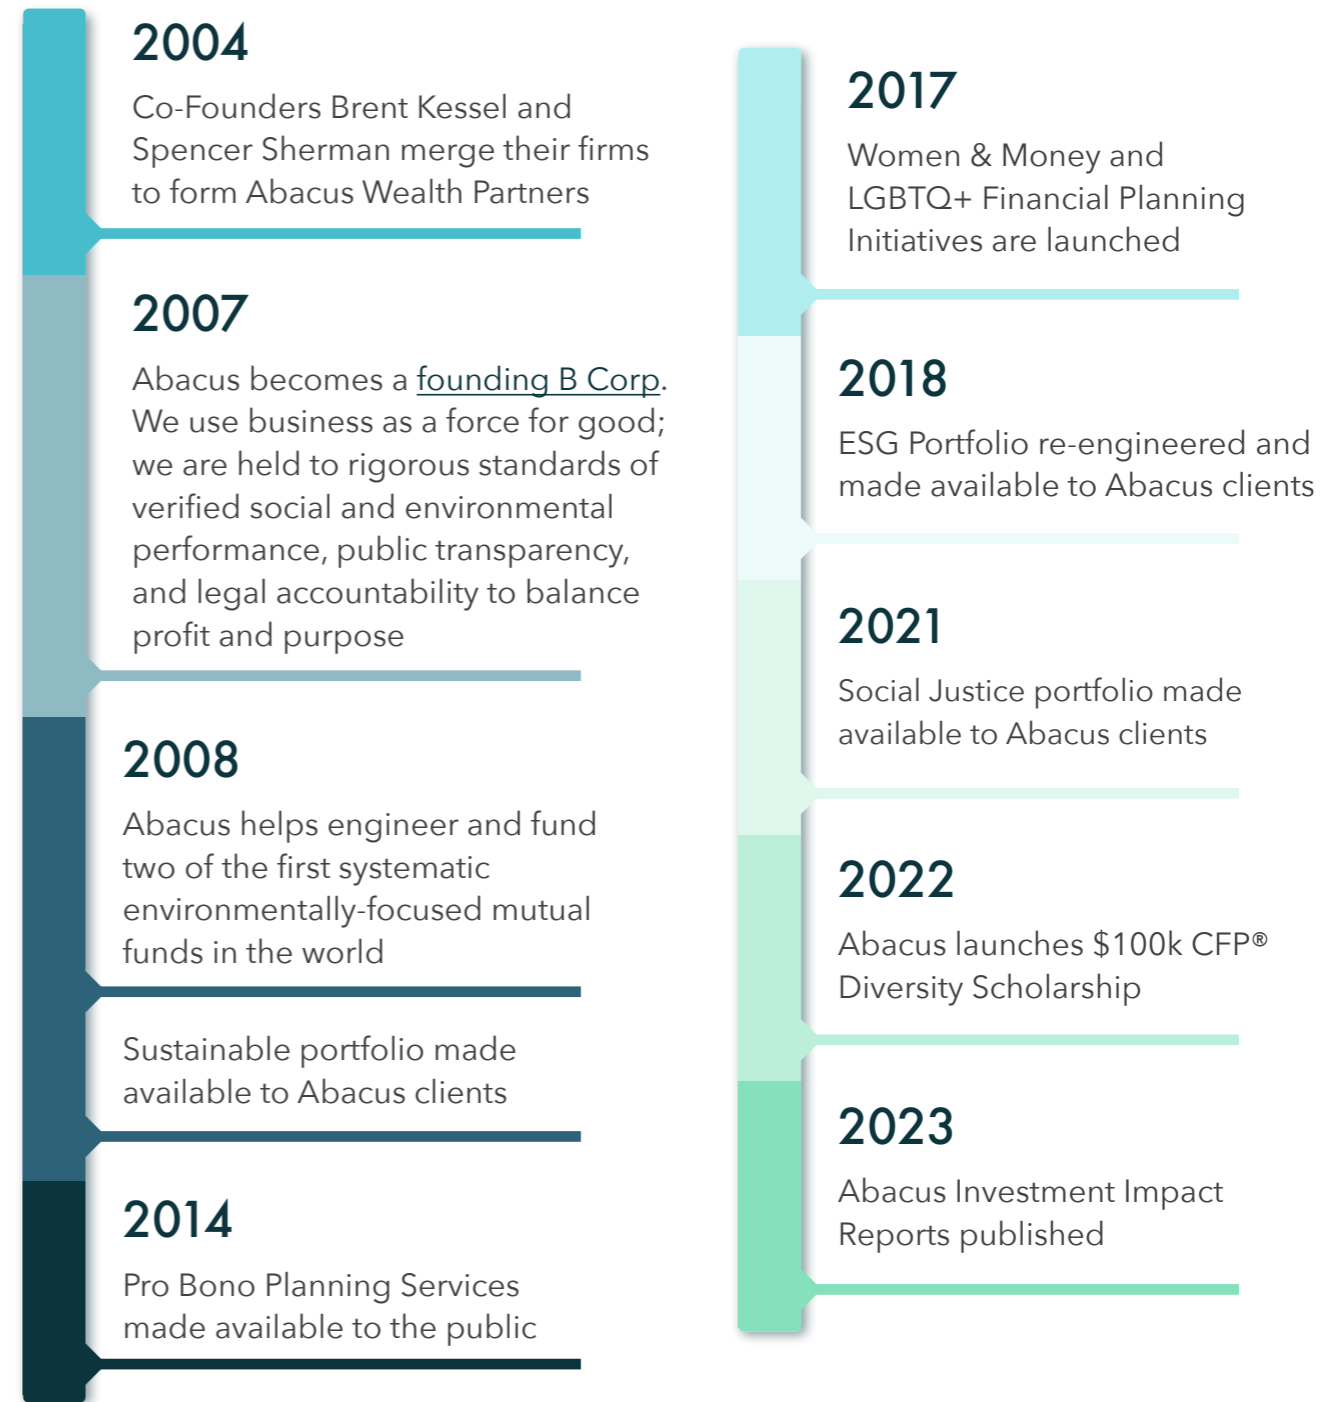 2004
Co-Founders Brent Kessel and
Spencer Sherman merge their firms
to form Abacus Wealth Partners
2007
Abacus becomes a founding B Corp.
We use business as a force for good;
we are held to rigorous standards of
verified social and environmental
performance, public transparency,
and legal accountability to balance
profit and purpose
2008
Abacus helps engineer and fund
two of the first systematic
environmentally-focused mutual
funds in the world
Sustainable portfolio made
available to Abacus clients
2014
Pro Bono Planning Services
made available to the public
2017
Women & Money and
LGBTQ+ Financial Planning
Initiatives are launched
2018
ESG Portfolio re-engineered and
made available to Abacus clients
2021
Social Justice portfolio made
available to Abacus clients
2022
Abacus launches $100k CFP®
Diversity Scholarship
2023
Abacus Investment Impact
Reports published